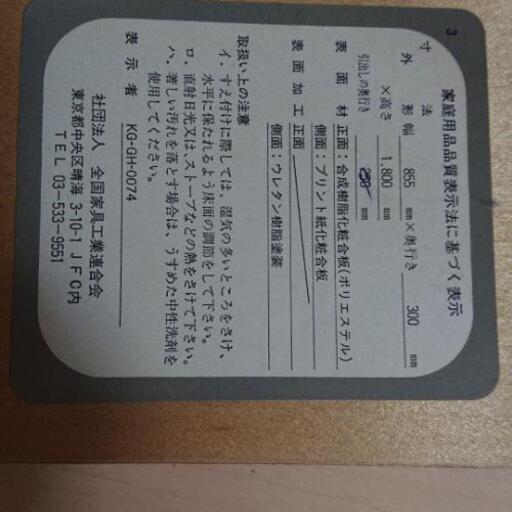 3
家庭用品品質表示法に基づく表示
寸法
外形幅 855 mm×奥行き 300 mm
×高さ 1,800 mm
引出しの奥行き mm
表面材 正面：合成樹脂化粧合板(ポリエステル)
側面：プリント紙化粧合板
表面加工 正面
側面：ウレタン樹脂塗装
取扱い上の注意
イ．すえ付けに際しては，湿気の多いところをさけ，
水平に保たれるよう床面の調節をして下さい。
ロ．直射日光又は，ストーブなどの熱をさけて下さい。
ハ．著しい汚れを落とす場合は，うすめた中性洗剤を
使用してください。
表示者 KG-GH-0074
社団法人 全国家具工業連合会
東京都中央区晴海 3-10-1 JFC内
TEL 03-533-9551